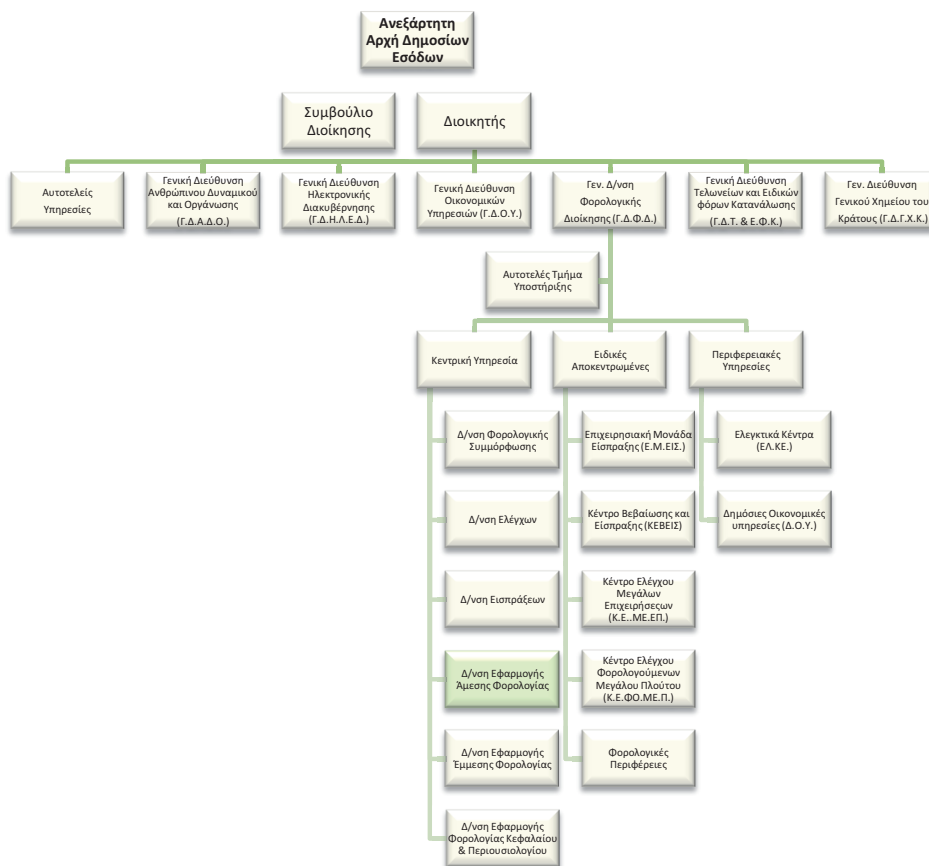 Ανεξάρτητη
Αρχή Δημοσίων
Εσόδων
Συμβούλιο
Διοίκησης
Διοικητής
Αυτοτελείς
Υπηρεσίες
Γενική Διεύθυνση
Ανθρώπινου Δυναμικού
και Οργάνωσης
(Γ.Δ.Α.Δ.Ο.)
Γενική Διεύθυνση
Ηλεκτρονικής
Διακυβέρνησης
(Γ.Δ.Η.Λ.Ε.Δ.)
Γενική Διεύθυνση
Οικονομικών
Υπηρεσιών (Γ.Δ.Ο.Υ.)
Γεν. Δ/νση
Φορολογικής
Διοίκησης (Γ.Δ.Φ.Δ.)
Γενική Διεύθυνση
Τελωνείων και Ειδικών
φόρων Κατανάλωσης
(Γ.Δ.Τ. & Ε.Φ.Κ.)
Γεν. Διεύθυνση
Γενικού Χημείου του
Κράτους (Γ.Δ.Γ.Χ.Κ.)
Αυτοτελές Τμήμα
Υποστήριξης
Κεντρική Υπηρεσία
Ειδικές
Αποκεντρωμένες
Περιφερειακές
Υπηρεσίες
Δ/νση Φορολογικής
Συμμόρφωσης
Δ/νση Ελέγχων
Δ/νση Εισπράξεων
Δ/νση Εφαρμογής
Άμεσης Φορολογίας
Δ/νση Εφαρμογής
Έμμεσης Φορολογίας
Δ/νση Εφαρμογής
Φορολογίας Κεφαλαίου
& Περιουσιολογίου
Επιχειρησιακή Μονάδα
Είσπραξης (Ε.Μ.ΕΙΣ.)
Κέντρο Βεβαίωσης και
Είσπραξης (ΚΕΒΕΙΣ)
Κέντρο Ελέγχου
Μεγάλων
Επιχειρήσεςων
(Κ.Ε..ΜΕ.ΕΠ.)
Κέντρο Ελέγχου
Φορολογούμενων
Μεγάλου Πλούτου
(Κ.Ε.ΦΟ.ΜΕ.Π.)
Φορολογικές
Περιφέρειες
Ελεγκτικά Κέντρα
(ΕΛ.ΚΕ.)
Δημόσιες Οικονομικές
υπηρεσίες (Δ.Ο.Υ.)